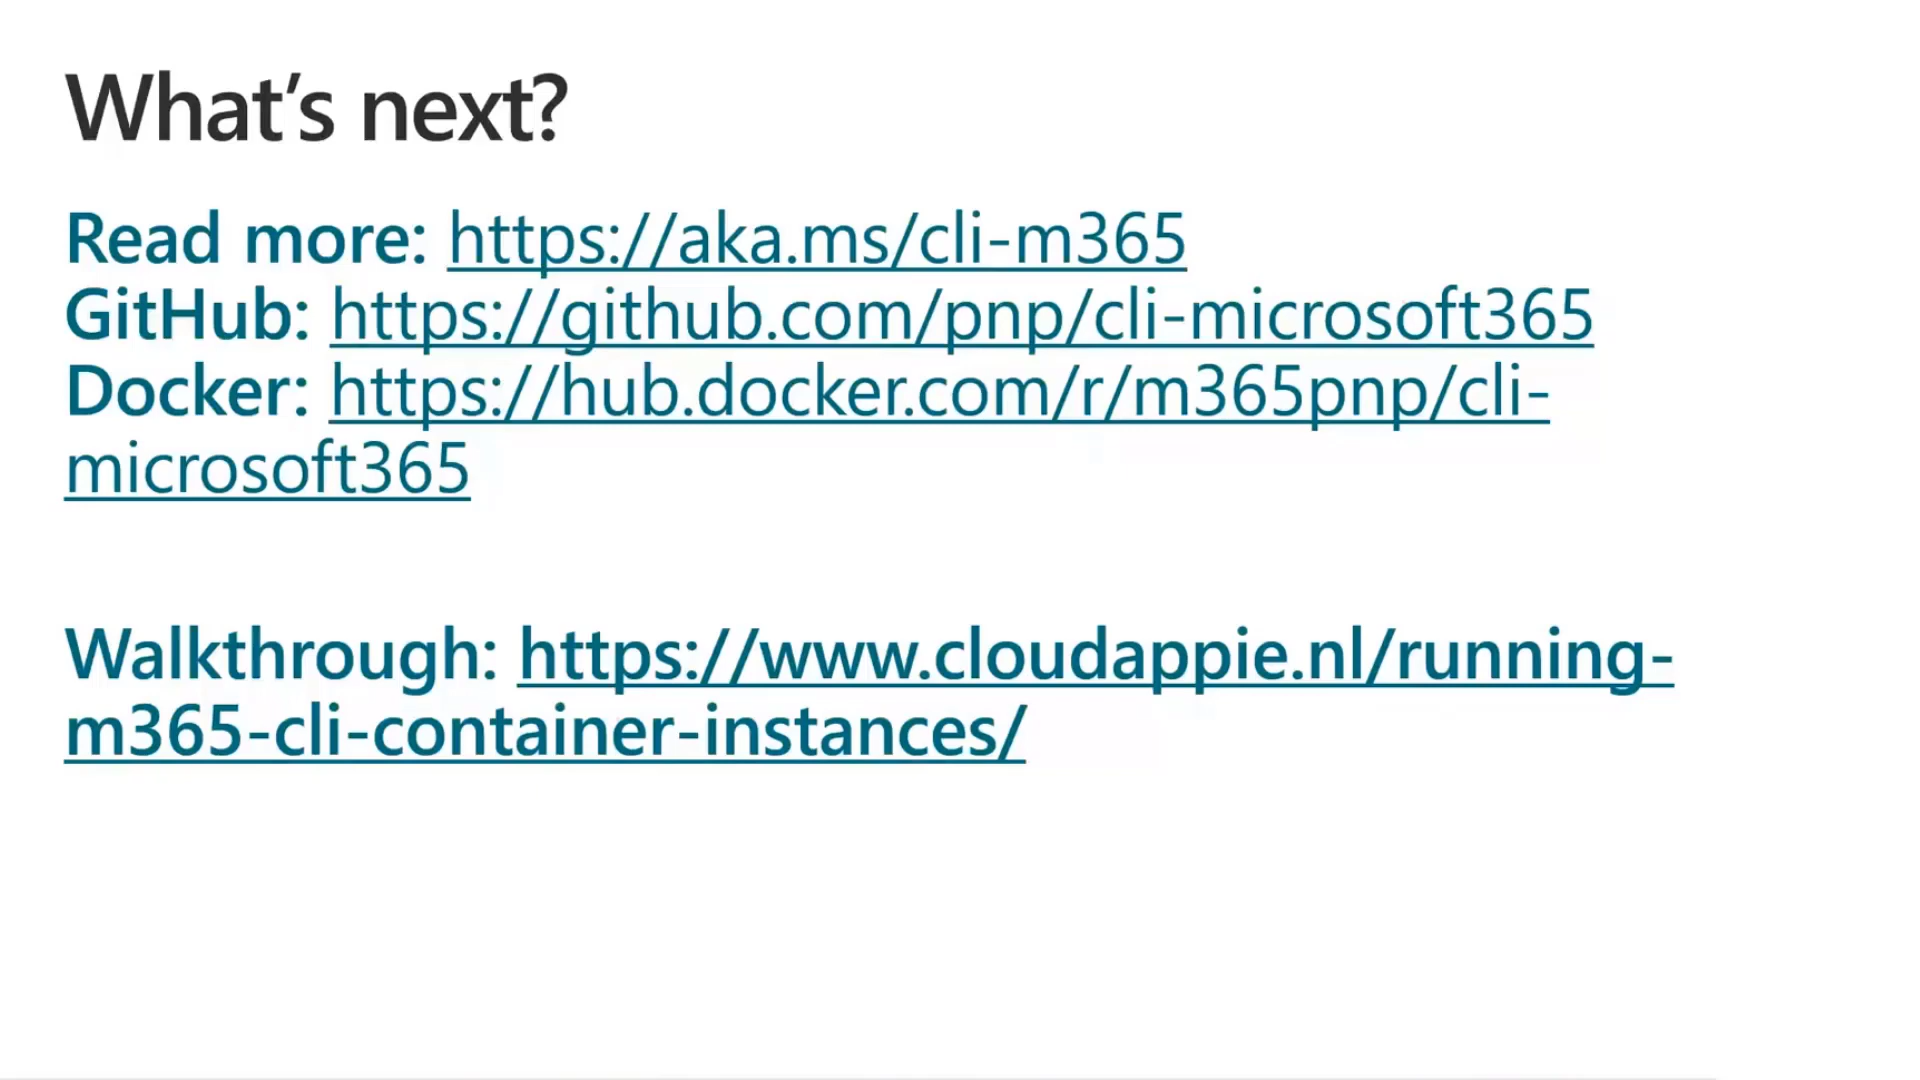 What’s next?
Read more: https://aka.ms/cli-m365
GitHub: https://github.com/pnp/cli-microsoft365
Docker: https://hub.docker.com/r/m365pnp/cli-
microsoft365
Walkthrough: https://www.cloudappie.nl/running-
m365-cli-container-instances/